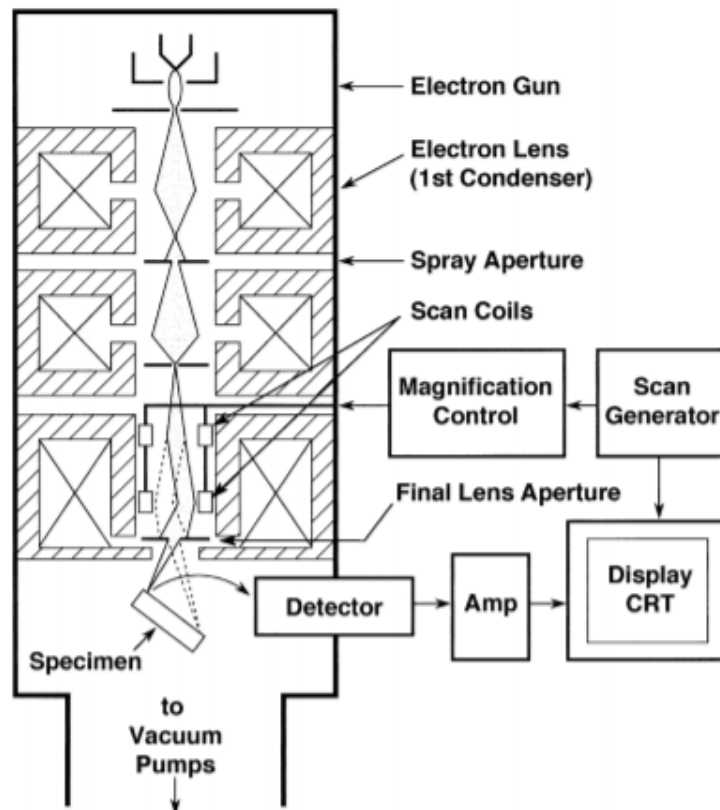 Electron Gun
Electron Lens
(1st Condenser)
Spray Aperture
Scan Coils
Magnification
Control
Scan
Generator
Final Lens Aperture
Display
CRT
Amp
Detector
Specimen
to
Vacuum
Pumps